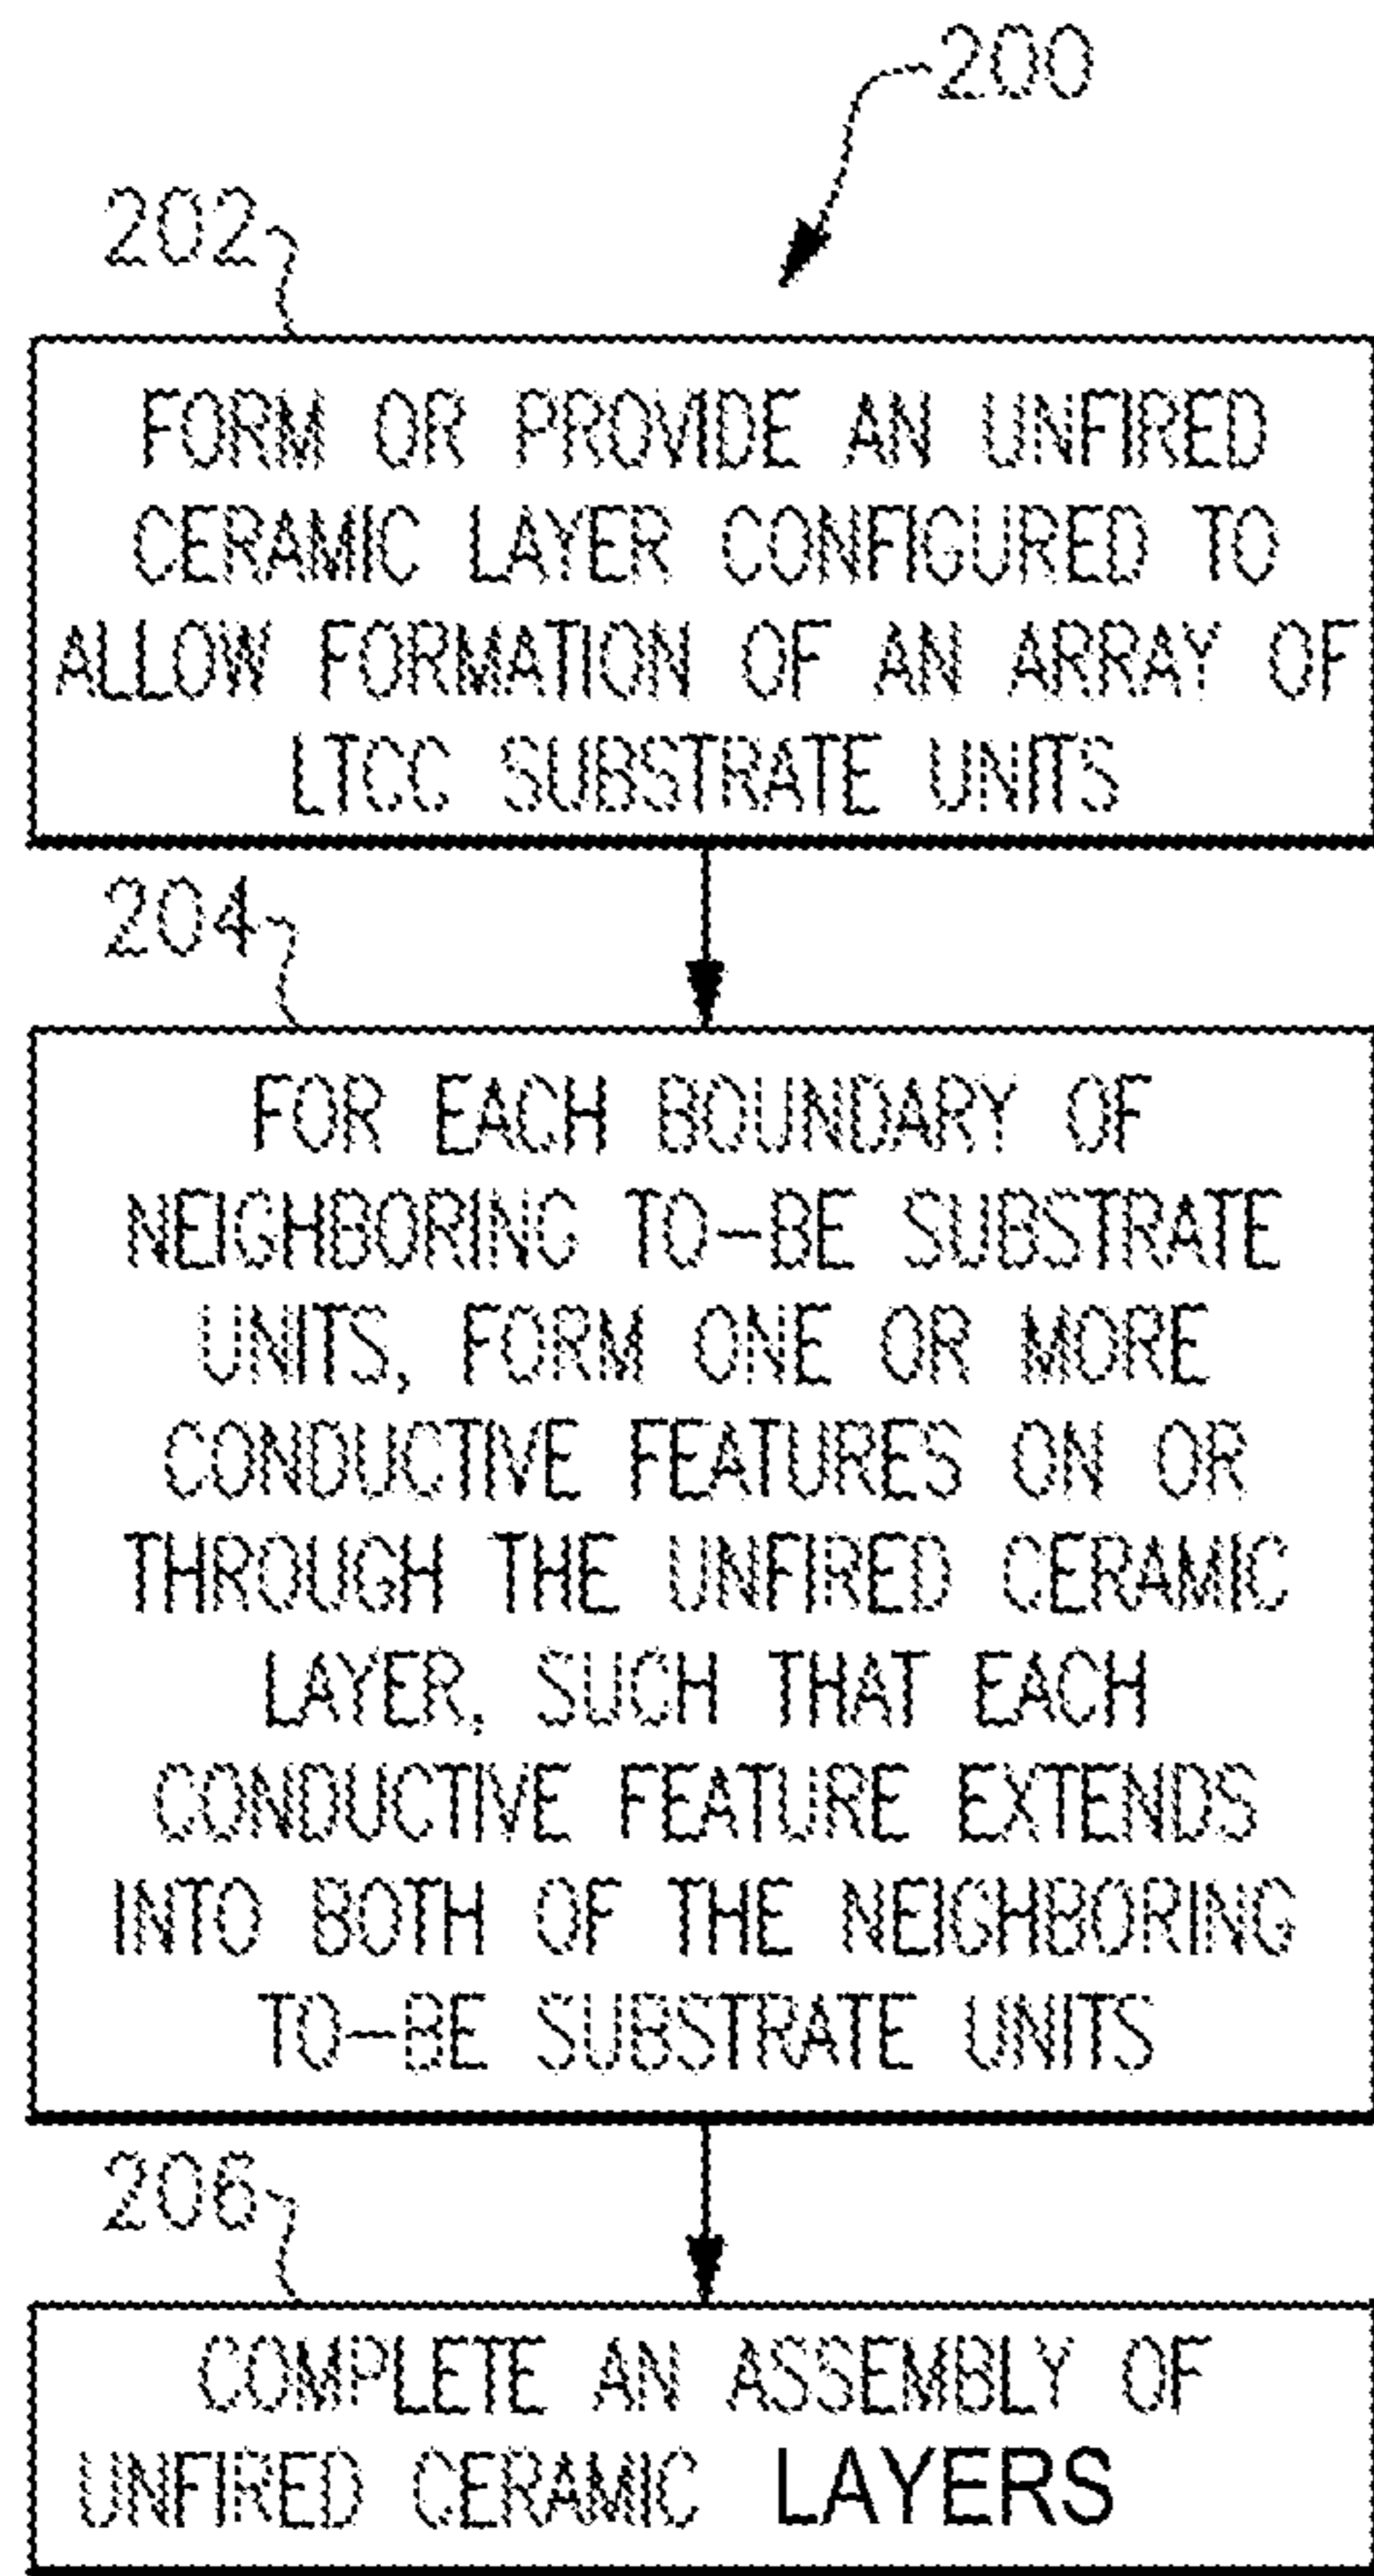 200
202
FORM OR PROVIDE AN UNFIRED
CERAMIC LAYER CONFIGURED TO
ALLOW FORMATION OF AN ARRAY OF
LTCC SUBSTRATE UNITS
204
FOR EACH BOUNDARY OF
NEIGHBORING TO-BE SUBSTRATE
UNITS, FORM ONE OR MORE
CONDUCTIVE FEATURES ON OR
THROUGH THE UNFIRED CERAMIC
LAYER, SUCH THAT EACH
CONDUCTIVE FEATURE EXTENDS
INTO BOTH OF THE NEIGHBORING
TO-BE SUBSTRATE UNITS
206
COMPLETE AN ASSEMBLY OF
UNFIRED CERAMIC LAYERS